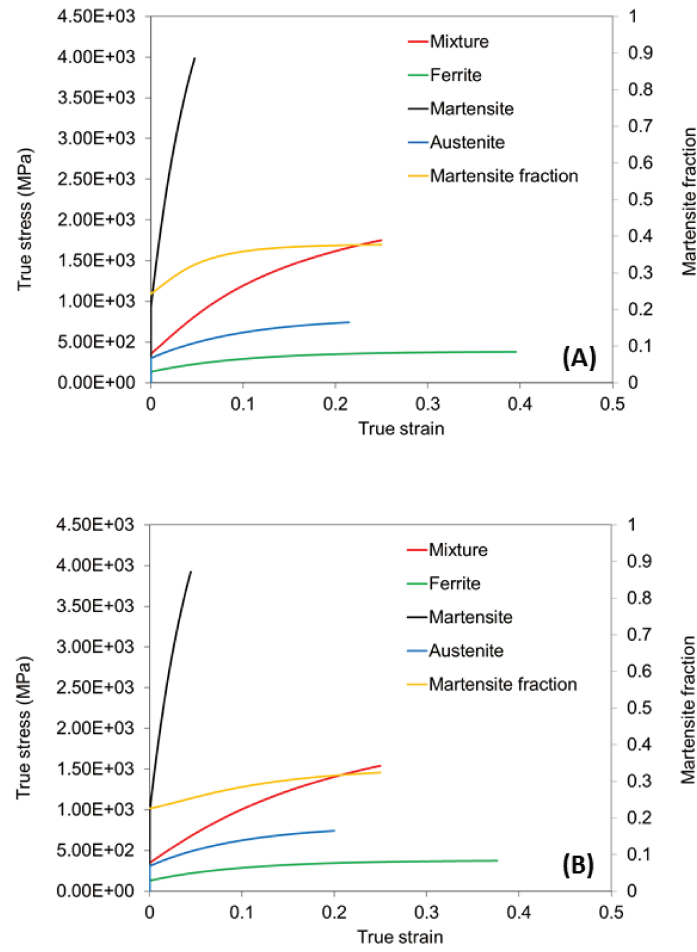 4.50E+03
4.00E+03
3.50E+03
3.00E+03
2.50E+03
2.00E+03
1.50E+03
1.00E+03
5.00E+02
0.00E+00
True stress (MPa)
Mixture
Ferrite
Martensite
Austenite
Martensite fraction
(A)
1
0.9
0.8
0.7
0.6
0.5
0.4
0.3
0.2
0.1
0
Martensite fraction
0 0.1 0.2 0.3 0.4 0.5
True strain
4.50E+03
4.00E+03
3.50E+03
3.00E+03
2.50E+03
2.00E+03
1.50E+03
1.00E+03
5.00E+02
0.00E+00
True stress (MPa)
Mixture
Ferrite
Martensite
Austenite
Martensite fraction
(B)
1
0.9
0.8
0.7
0.6
0.5
0.4
0.3
0.2
0.1
0
Martensite fraction
0 0.1 0.2 0.3 0.4 0.5
True strain